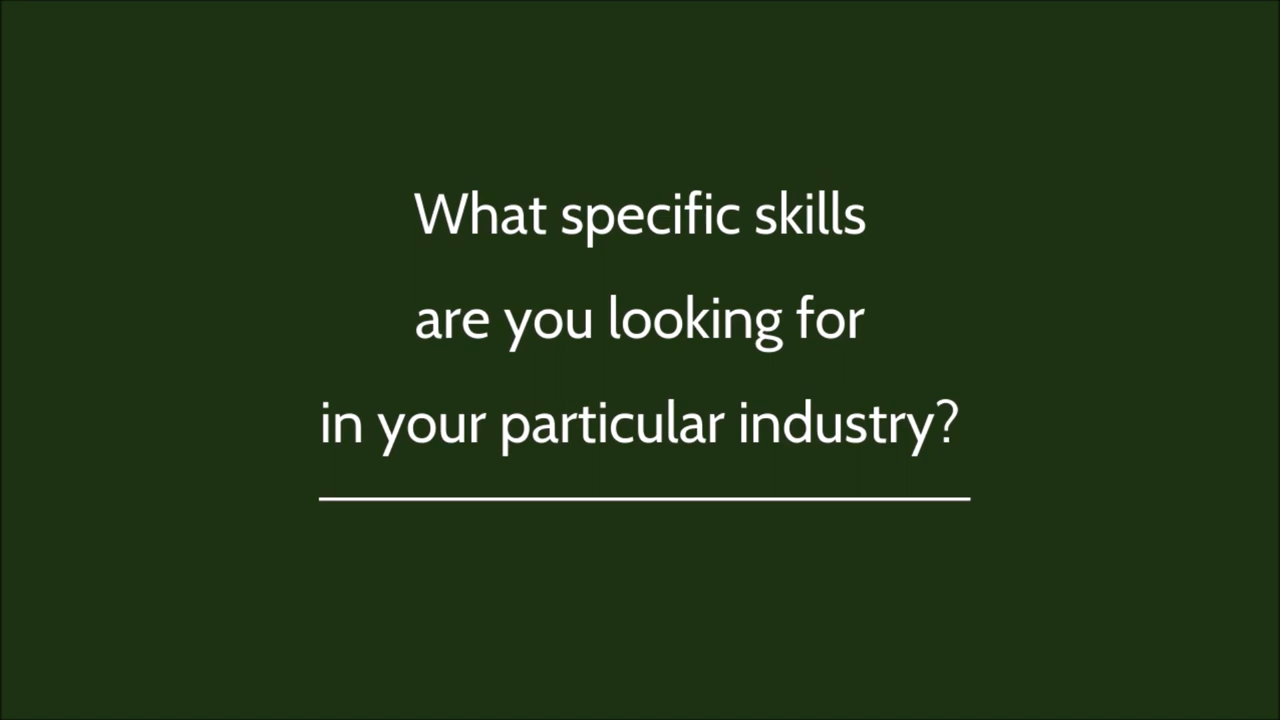 What specific skills
are you looking for
in your particular industry?